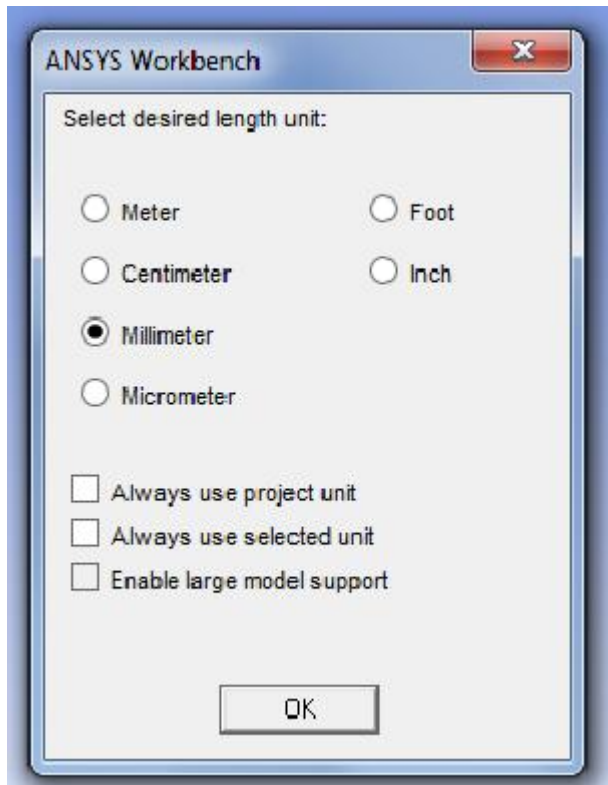 ANSYS Workbench
Select desired length unit:
Meter
Foot
Centimeter
Inch
Millimeter
Micrometer
Always use project unit
Always use selected unit
Enable large model support
OK